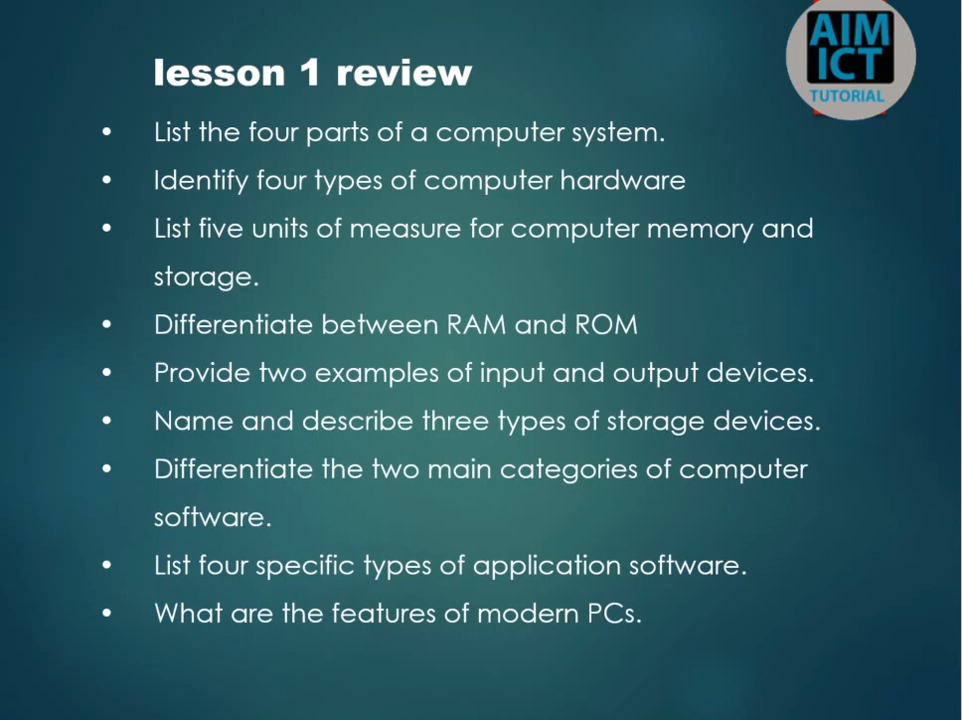 AIM
ICT
TUTORIAL
lesson 1 review
• List the four parts of a computer system.
• Identify four types of computer hardware
• List five units of measure for computer memory and
storage.
• Differentiate between RAM and ROM
• Provide two examples of input and output devices.
• Name and describe three types of storage devices.
• Differentiate the two main categories of computer
software.
• List four specific types of application software.
• What are the features of modern PCs.